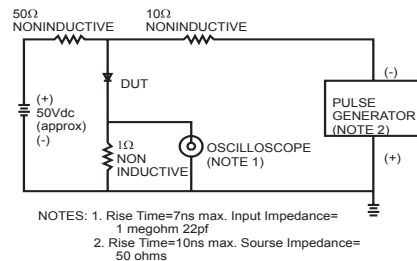 50Ω
NONINDUCTIVE
10Ω
NONINDUCTIVE
(-)
DUT
(+)
50Vdc
(approx)
(-)
PULSE
GENERATOR
(NOTE 2)
1Ω
NON
INDUCTIVE
OSCILLOSCOPE
(NOTE 1)
(+)
NOTES: 1. Rise Time=7ns max. Input Impedance=
1 megohm 22pf
2. Rise Time=10ns max. Sourse Impedance=
50 ohms